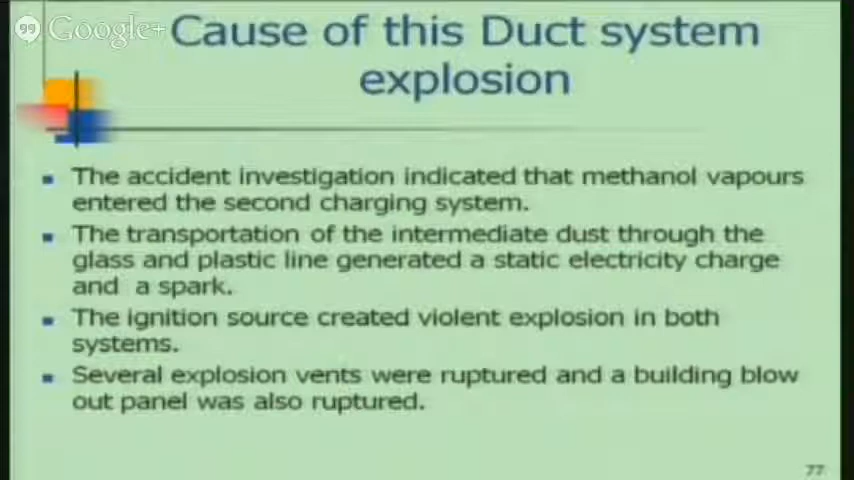 Google+
Cause of this Duct system
explosion
The accident investigation indicated that methanol vapours
entered the second charging system.
The transportation of the intermediate dust through the
glass and plastic line generated a static electricity charge
and a spark.
The ignition source created violent explosion in both
systems.
Several explosion vents were ruptured and a building blow
out panel was also ruptured.
77